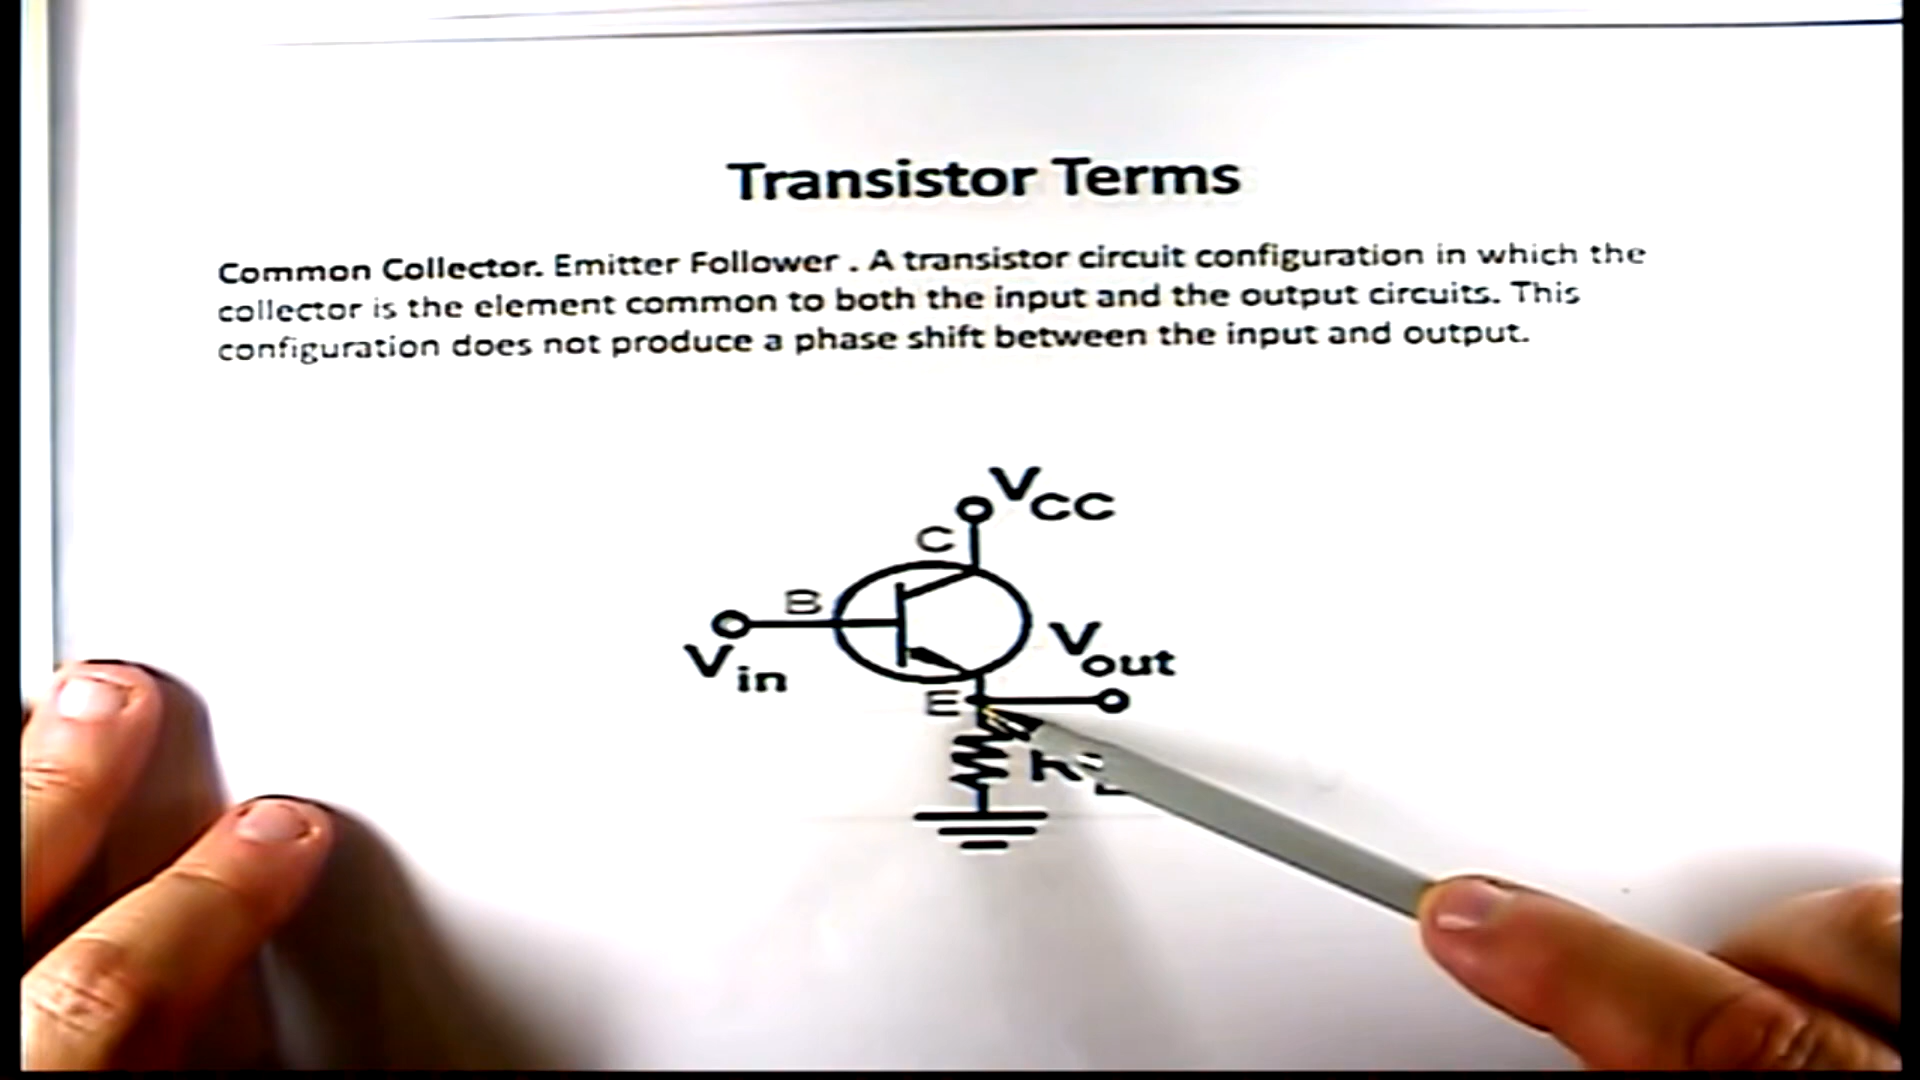 Transistor Terms
Common Collector. Emitter Follower . A transistor circuit configuration in which the
collector is the element common to both the input and the output circuits. This
configuration does not produce a phase shift between the input and output.
VCC
C
B
Vin
Vout
E